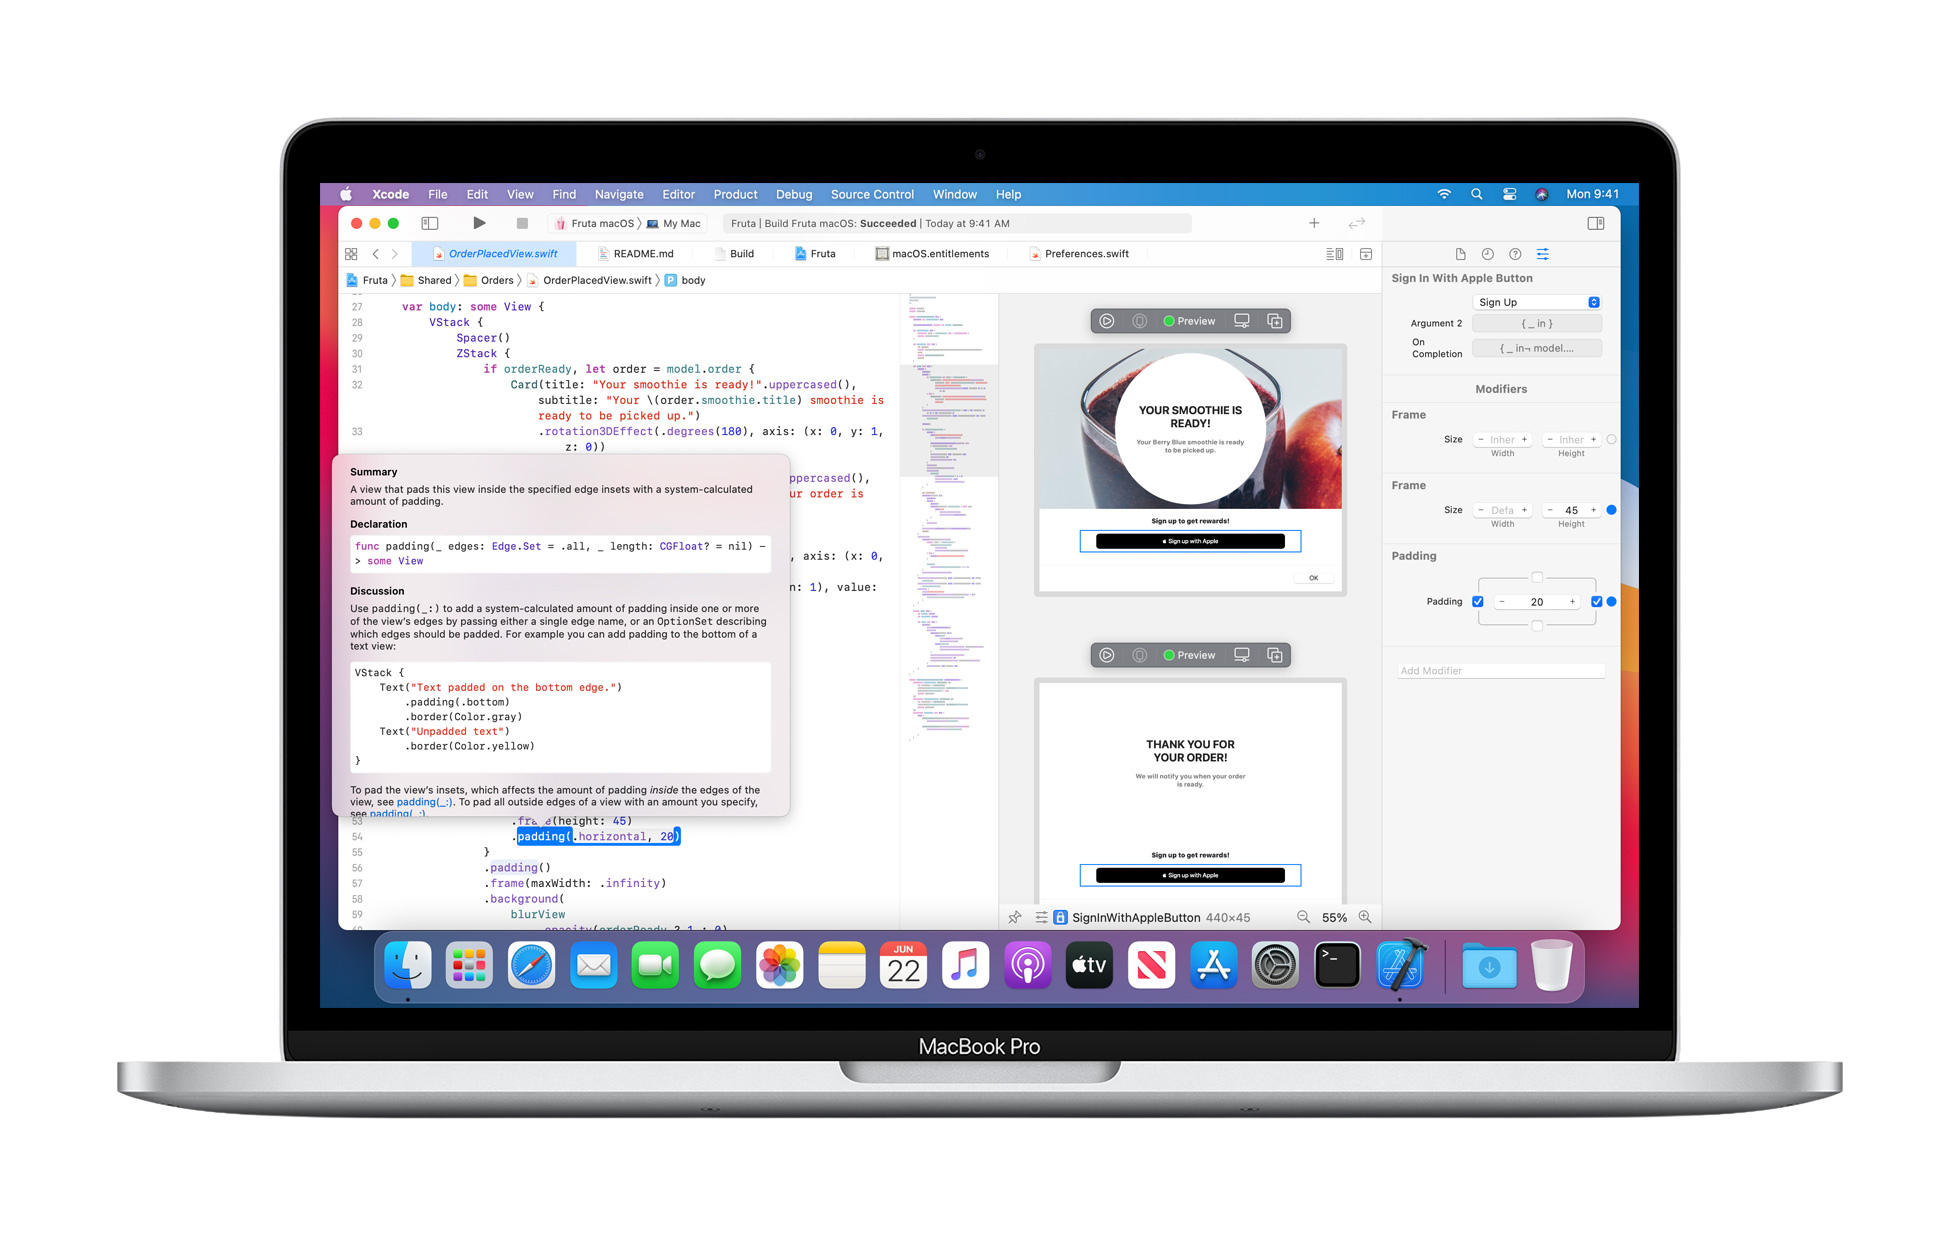 Xcode File Edit View Find Navigate Editor Product Debug Source Control Window Help Mon 9:41
Fruta macOS My Mac Fruta | Build Fruta macOS: Succeeded | Today at 9:41 AM
OrderPlacedView.swift README.md Build Fruta macOS.entitlements Preferences.swift
Fruta Shared Orders OrderPlacedView.swift P body
27 var body: some View {
28 VStack {
29 Spacer()
30 ZStack {
31 if orderReady, let order = model.order {
32 Card(title: "Your smoothie is ready!".uppercased(),
subtitle: "Your \(order.smoothie.title) smoothie is
ready to be picked up.")
33 .rotation3DEffect(.degrees(180), axis: (x: 0, y: 1,
z: 0))
ppercased(),
ur order is
, axis: (x: 0,
n: 1), value:
Summary
A view that pads this view inside the specified edge insets with a system-calculated
amount of padding.
Declaration
func padding(_ edges: Edge.Set = .all, _ length: CGFloat? = nil) -
> some View
Discussion
Use padding(_:) to add a system-calculated amount of padding inside one or more
of the view's edges by passing either a single edge name, or an OptionSet describing
which edges should be padded. For example you can add padding to the bottom of a
text view:
VStack {
Text("Text padded on the bottom edge.")
.padding(.bottom)
.border(Color.gray)
Text("Unpadded text")
.border(Color.yellow)
}
To pad the view's insets, which affects the amount of padding inside the edges of the
view, see padding(_:). To pad all outside edges of a view with an amount you specify,
see padding(_:).
53 .frame(height: 45)
54 .padding(.horizontal, 20)
55 }
56 .padding()
57 .frame(maxWidth: .infinity)
58 .background(
59 blurView
.opacity(orderReady ? 1 : 0)
Preview
YOUR SMOOTHIE IS
READY!
Your Berry Blue smoothie is ready
to be picked up.
Sign up to get rewards!
Sign up with Apple
OK
Preview
THANK YOU FOR
YOUR ORDER!
We will notify you when your order
is ready.
Sign up to get rewards!
Sign up with Apple
SignInWithAppleButton 440×45 55%
Sign In With Apple Button
Sign Up
Argument 2 { _ in }
On
Completion { _ in¬ model....
Modifiers
Frame
Size − Inher + − Inher +
Width Height
Frame
Size − Defa + − 45 +
Width Height
Padding
Padding − 20 +
Add Modifier
JUN
22
tv
>_
MacBook Pro